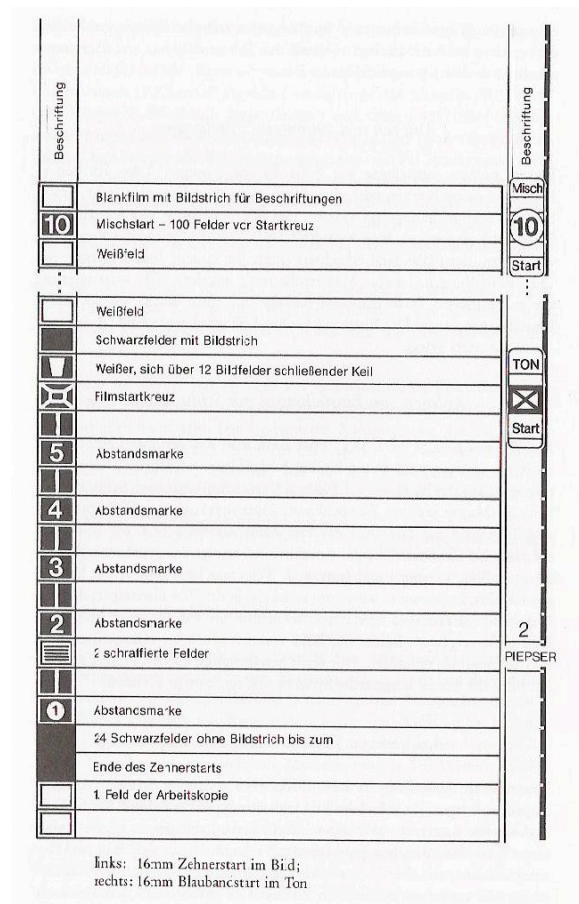 Beschriftung
Beschriftung
Blankfilm mit Bildstrich für Beschriftungen
Misch
10
Mischstart – 100 Felder vor Startkreuz
10
Weißfeld
Start
Weißfeld
Schwarzfelder mit Bildstrich
Weißer, sich über 12 Bildfelder schließender Keil
TON
Filmstartkreuz
Start
5
Abstandsmarke
4
Abstandsmarke
3
Abstandsmarke
2
Abstandsmarke
2
2 schraffierte Felder
PIEPSER
1
Abstandsmarke
24 Schwarzfelder ohne Bildstrich bis zum
Ende des Zehnerstarts
1. Feld der Arbeitskopie
links: 16mm Zehnerstart im Bild;
rechts: 16mm Blaubandstart im Ton